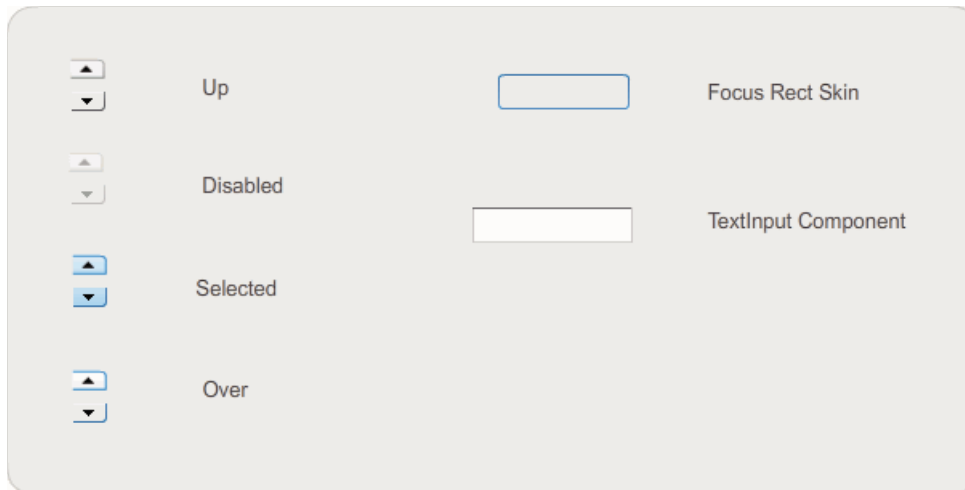 Up
Focus Rect Skin
Disabled
TextInput Component
Selected
Over